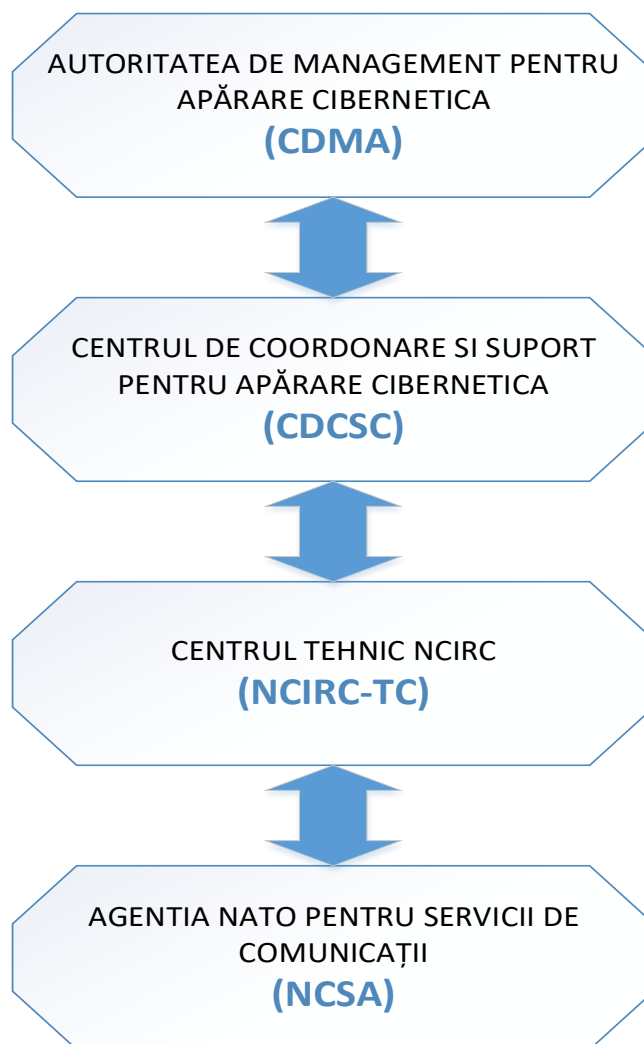 AUTORITATEA DE MANAGEMENT PENTRU
APĂRARE CIBERNETICA
(CDMA)
CENTRUL DE COORDONARE SI SUPORT
PENTRU APĂRARE CIBERNETICA
(CDCSC)
CENTRUL TEHNIC NCIRC
(NCIRC-TC)
AGENTIA NATO PENTRU SERVICII DE
COMUNICAȚII
(NCSA)